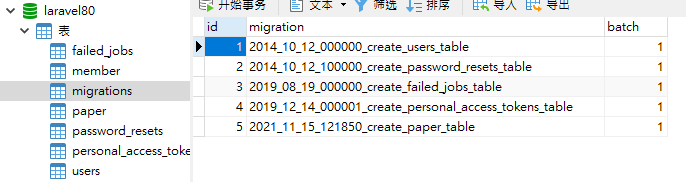 laravel80
表
failed_jobs
member
migrations
paper
password_resets
personal_access_toke
users
开始事务 文本 筛选 排序 导入 导出
id migration batch
1 2014_10_12_000000_create_users_table 1
2 2014_10_12_100000_create_password_resets_table 1
3 2019_08_19_000000_create_failed_jobs_table 1
4 2019_12_14_000001_create_personal_access_tokens_table 1
5 2021_11_15_121850_create_paper_table 1